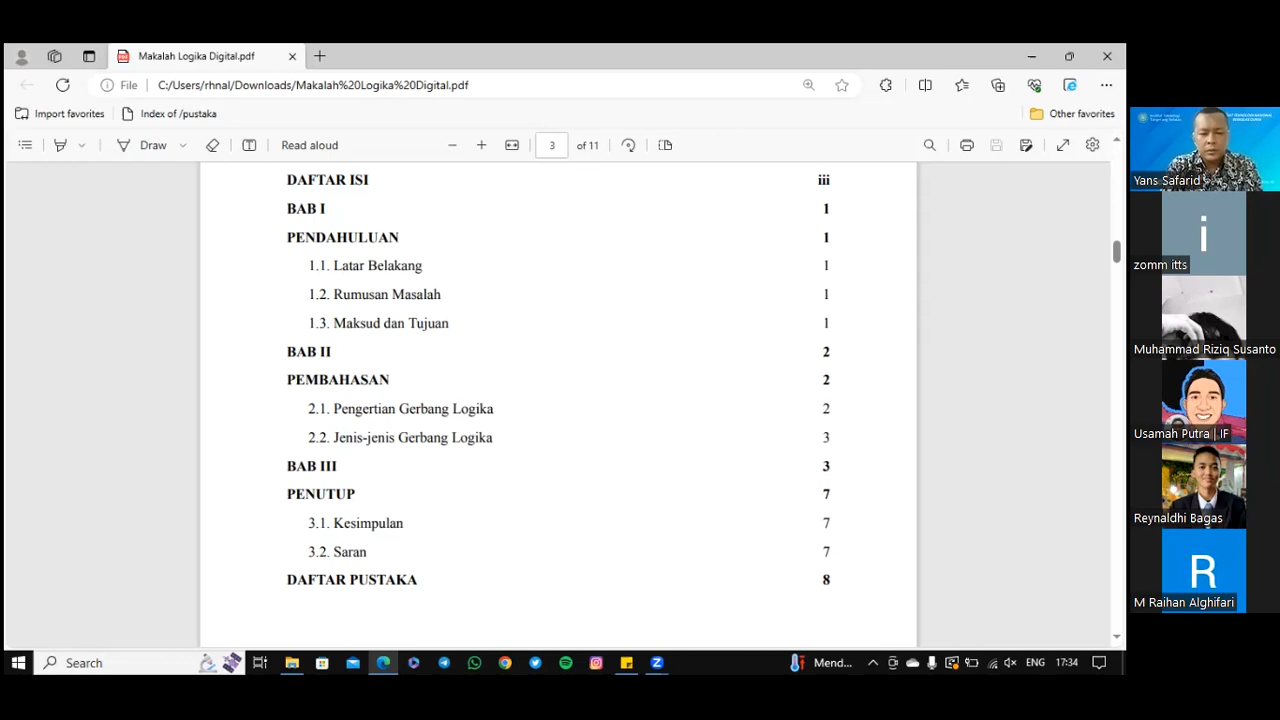 Makalah Logika Digital.pdf
File C:/Users/rhnal/Downloads/Makalah%20Logika%20Digital.pdf
Import favorites Index of /pustaka Other favorites
Draw Read aloud 3 of 11
DAFTAR ISI iii
BAB I 1
PENDAHULUAN 1
1.1. Latar Belakang 1
1.2. Rumusan Masalah 1
1.3. Maksud dan Tujuan 1
BAB II 2
PEMBAHASAN 2
2.1. Pengertian Gerbang Logika 2
2.2. Jenis-jenis Gerbang Logika 3
BAB III 3
PENUTUP 7
3.1. Kesimpulan 7
3.2. Saran 7
DAFTAR PUSTAKA 8
Yans Safarid
i
zomm itts
Muhammad Riziq Susanto
Usamah Putra | IF
Reynaldhi Bagas
R
M Raihan Alghifari
Search Mend... ENG 17:34